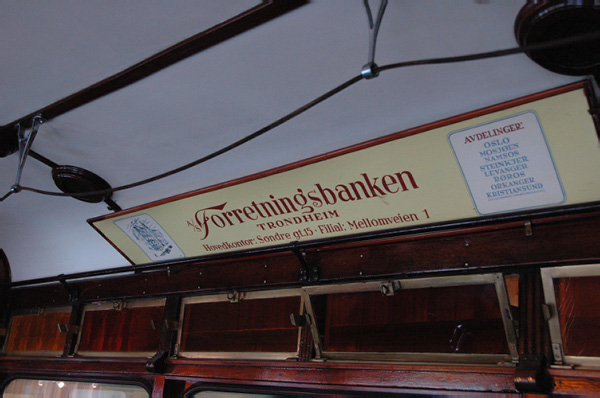 A/S Forretningsbanken
TRONDHEIM
Hovedkontor: Søndre gt.15 - Filial: Mellomveien 1
AVDELINGER:
OSLO
MOSJØEN
NAMSOS
STEINKJER
LEVANGER
RØROS
ORKANGER
KRISTIANSUND